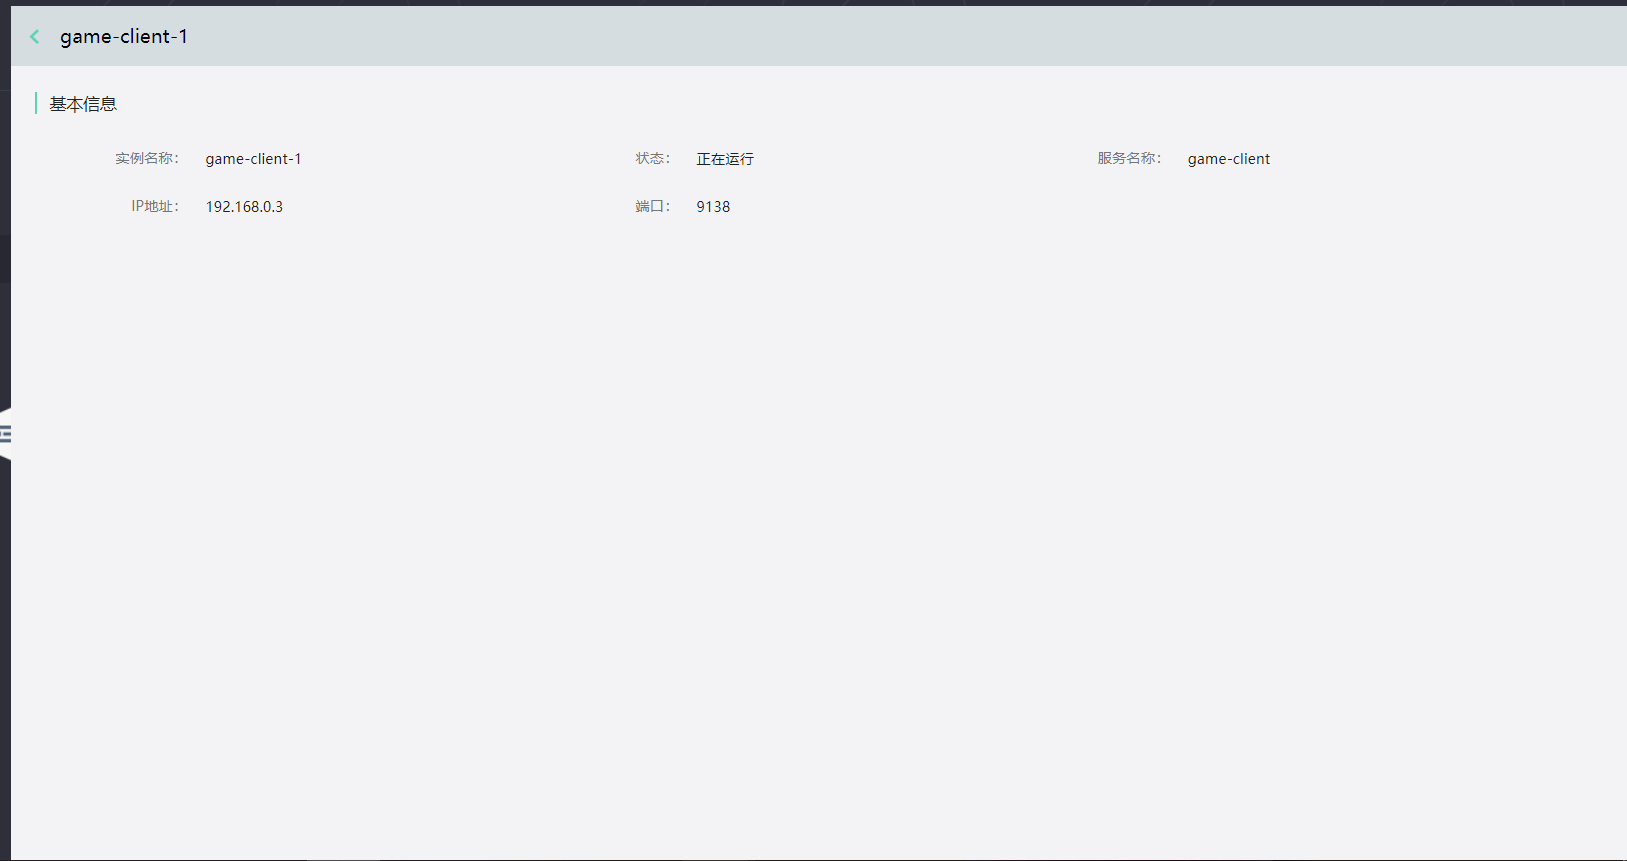 game-client-1
基本信息
实例名称： game-client-1 状态： 正在运行 服务名称： game-client
IP地址： 192.168.0.3 端口： 9138